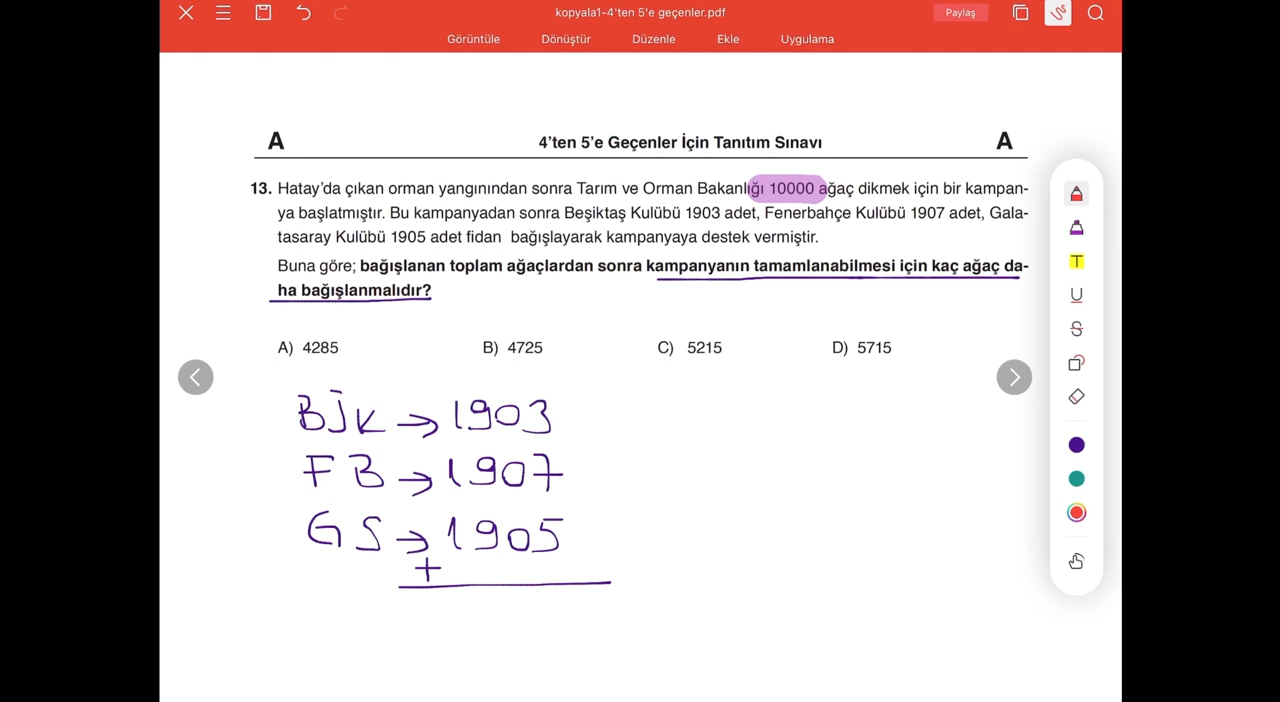 kopyala1-4'ten 5'e geçenler.pdf
Paylaş
Görüntüle Dönüştür Düzenle Ekle Uygulama
A 4'ten 5'e Geçenler İçin Tanıtım Sınavı A
13. Hatay'da çıkan orman yangınından sonra Tarım ve Orman Bakanlığı 10000 ağaç dikmek için bir kampan-
ya başlatmıştır. Bu kampanyadan sonra Beşiktaş Kulübü 1903 adet, Fenerbahçe Kulübü 1907 adet, Gala-
tasaray Kulübü 1905 adet fidan bağışlayarak kampanyaya destek vermiştir.
Buna göre; bağışlanan toplam ağaçlardan sonra kampanyanın tamamlanabilmesi için kaç ağaç da-
ha bağışlanmalıdır?
A) 4285 B) 4725 C) 5215 D) 5715
BJK → 1903
FB → 1907
GS → 1905
+
T
U
S